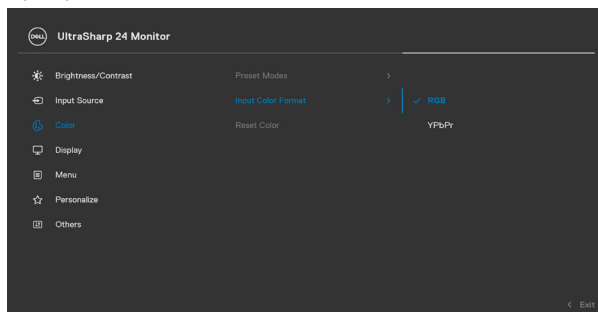 DELL UltraSharp 24 Monitor
Brightness/Contrast Preset Modes >
Input Source Input Color Format > ✓ RGB
Color Reset Color YPbPr
Display
Menu
Personalize
Others
< Exit